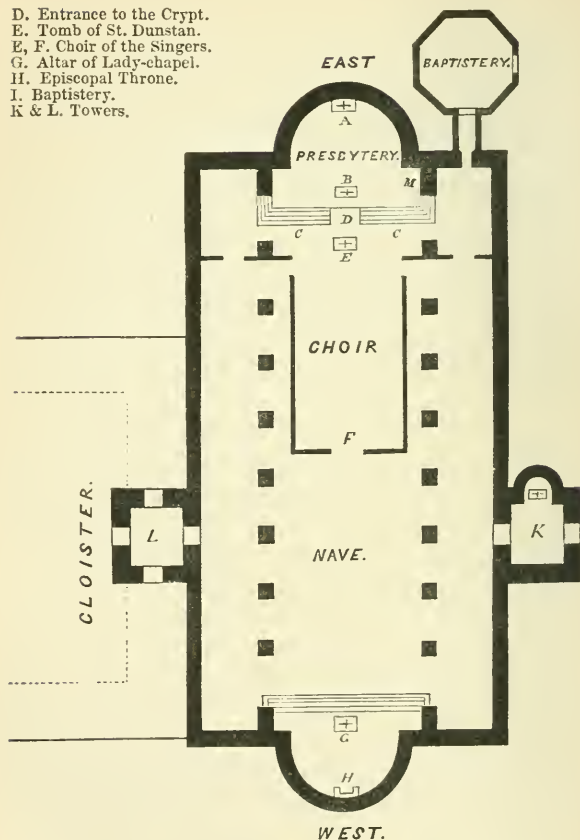 D. Entrance to the Crypt.
E. Tomb of St. Dunstan.
E, F. Choir of the Singers.
G. Altar of Lady-chapel.
H. Episcopal Throne.
I. Baptistery.
K & L. Towers.
EAST
BAPTISTERY.
A
PRESBYTERY.
B
M
D
C
C
E
CHOIR
F
CLOISTER.
L
K
NAVE.
G
H
WEST.